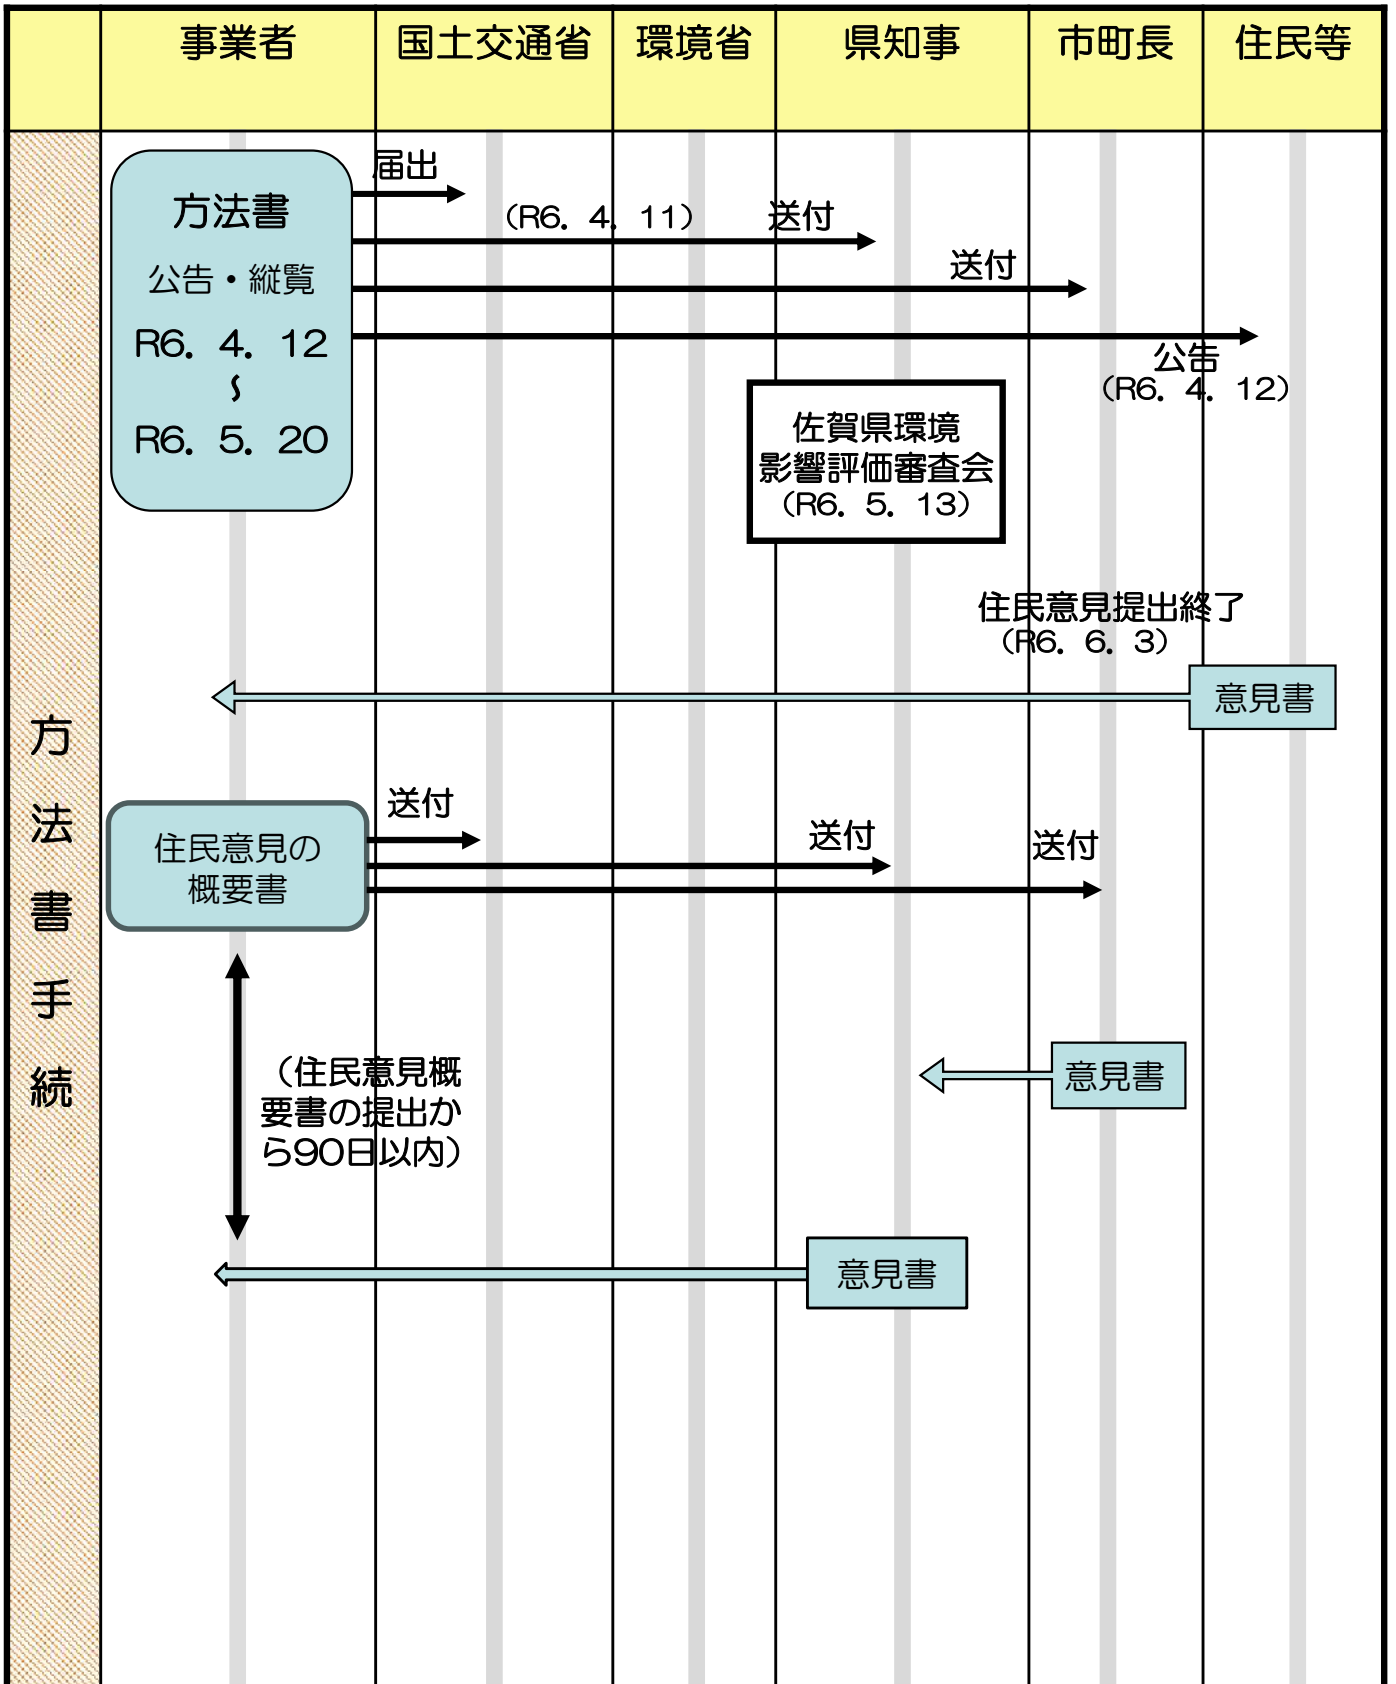 事業者 国土交通省 環境省 県知事 市町長 住民等
方法書手続
方法書
公告・縦覧
R6．4．12
～
R6．5．20
届出
（R6．4．11）
送付
送付
公告
（R6．4．12）
佐賀県環境
影響評価審査会
（R6．5．13）
住民意見提出終了
（R6．6．3）
意見書
住民意見の
概要書
送付
送付
送付
（住民意見概
要書の提出か
ら90日以内）
意見書
意見書